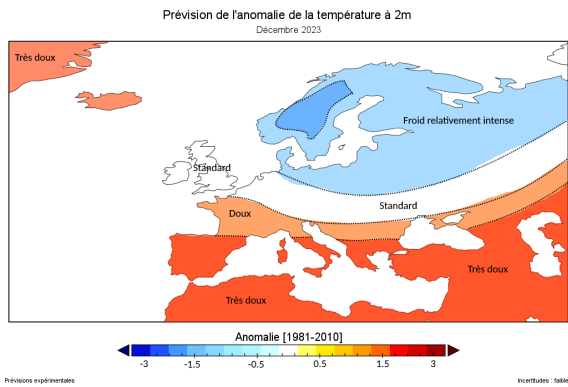 Prévision de l'anomalie de la température à 2m
Décembre 2023
Très doux
Froid relativement intense
Standard
Standard
Doux
Très doux
Très doux
Anomalie [1981-2010]
-3 -1.5 -0.5 0.5 1.5 3
Prévisions expérimentales
Incertitudes : faible